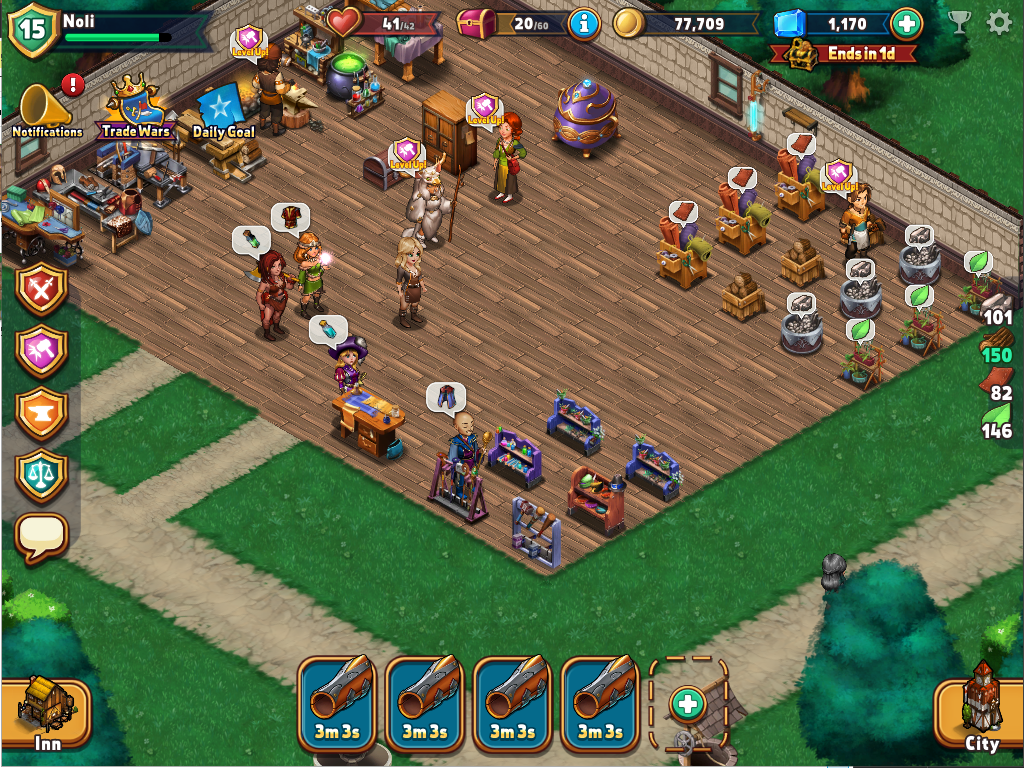 15
Noli
41/42
20/60
77,709
1,170
Ends in 1d
Level Up!
Notifications
Trade Wars
Daily Goal
Level Up!
Level Up!
Level Up!
101
150
82
146
3m 3s
3m 3s
3m 3s
3m 3s
Inn
City